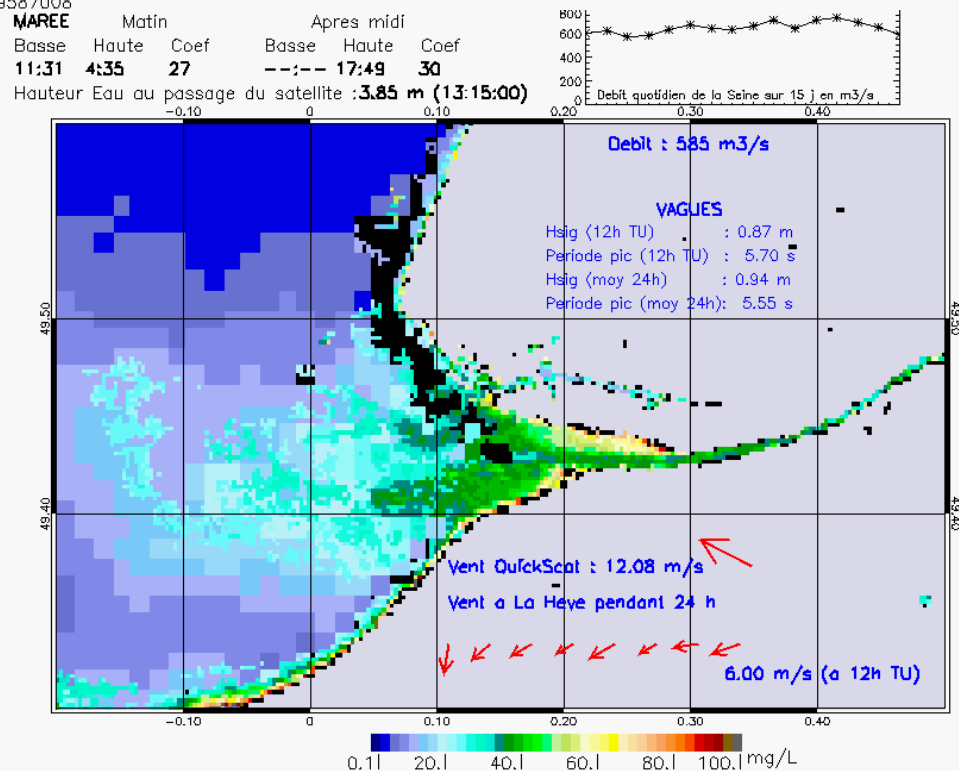 MAREE Matin Apres midi
Basse Haute Coef Basse Haute Coef
11:31 4:35 27 --:-- 17:49 30
Hauteur Eau au passage du satellite : 3.85 m (13:15:00)
800
600
400
200
0
Debit quotidien de la Seine sur 15 j en m3/s
-0.10 0 0.10 0.20 0.30 0.40
Debit : 585 m3/s
VAGUES
Hsig (12h TU) : 0.87 m
Periode pic (12h TU) : 5.70 s
Hsig (moy 24h) : 0.94 m
Periode pic (moy 24h): 5.55 s
49.50 49.50
49.40 49.40
Vent QuickScat : 12.08 m/s
Vent a La Heve pendant 24 h
6.00 m/s (a 12h TU)
-0.10 0 0.10 0.20 0.30 0.40
0.1 20.1 40.1 60.1 80.1 100.1 mg/L